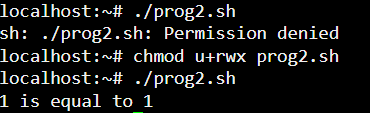 localhost:~# ./prog2.sh
sh: ./prog2.sh: Permission denied
localhost:~# chmod u+rwx prog2.sh
localhost:~# ./prog2.sh
1 is equal to 1